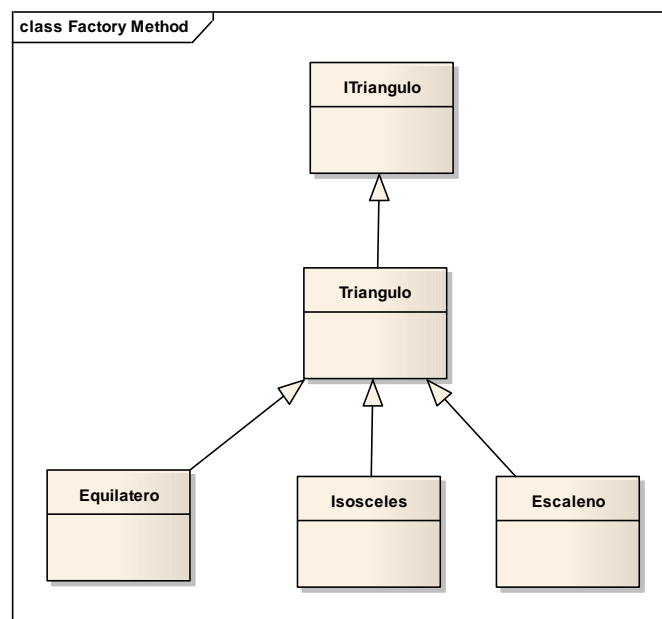 class Factory Method
ITriangulo
Triangulo
Equilatero
Isosceles
Escaleno